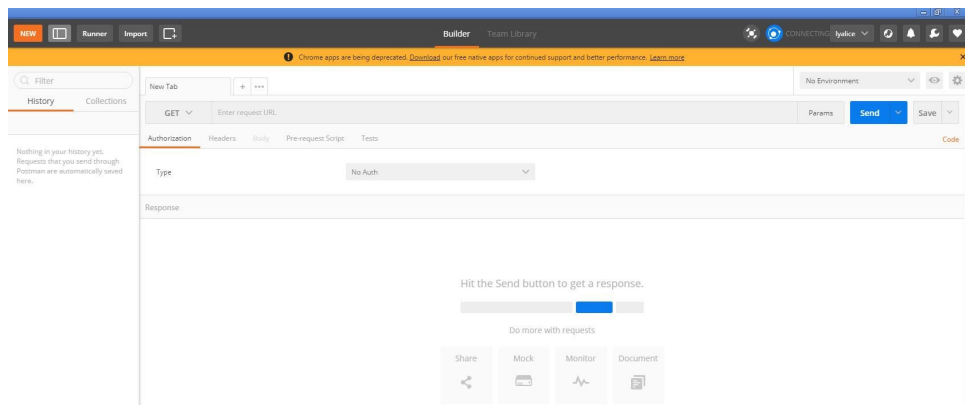 NEW Runner Import Builder Team Library CONNECTING lyalice
Chrome apps are being deprecated. Download our free native apps for continued support and better performance. Learn more
Filter
History Collections
Nothing in your history yet.
Requests that you send through
Postman are automatically saved
here.
New Tab + No Environment
GET Enter request URL Params Send Save
Authorization Headers Body Pre-request Script Tests Code
Type No Auth
Response
Hit the Send button to get a response.
Do more with requests
Share Mock Monitor Document